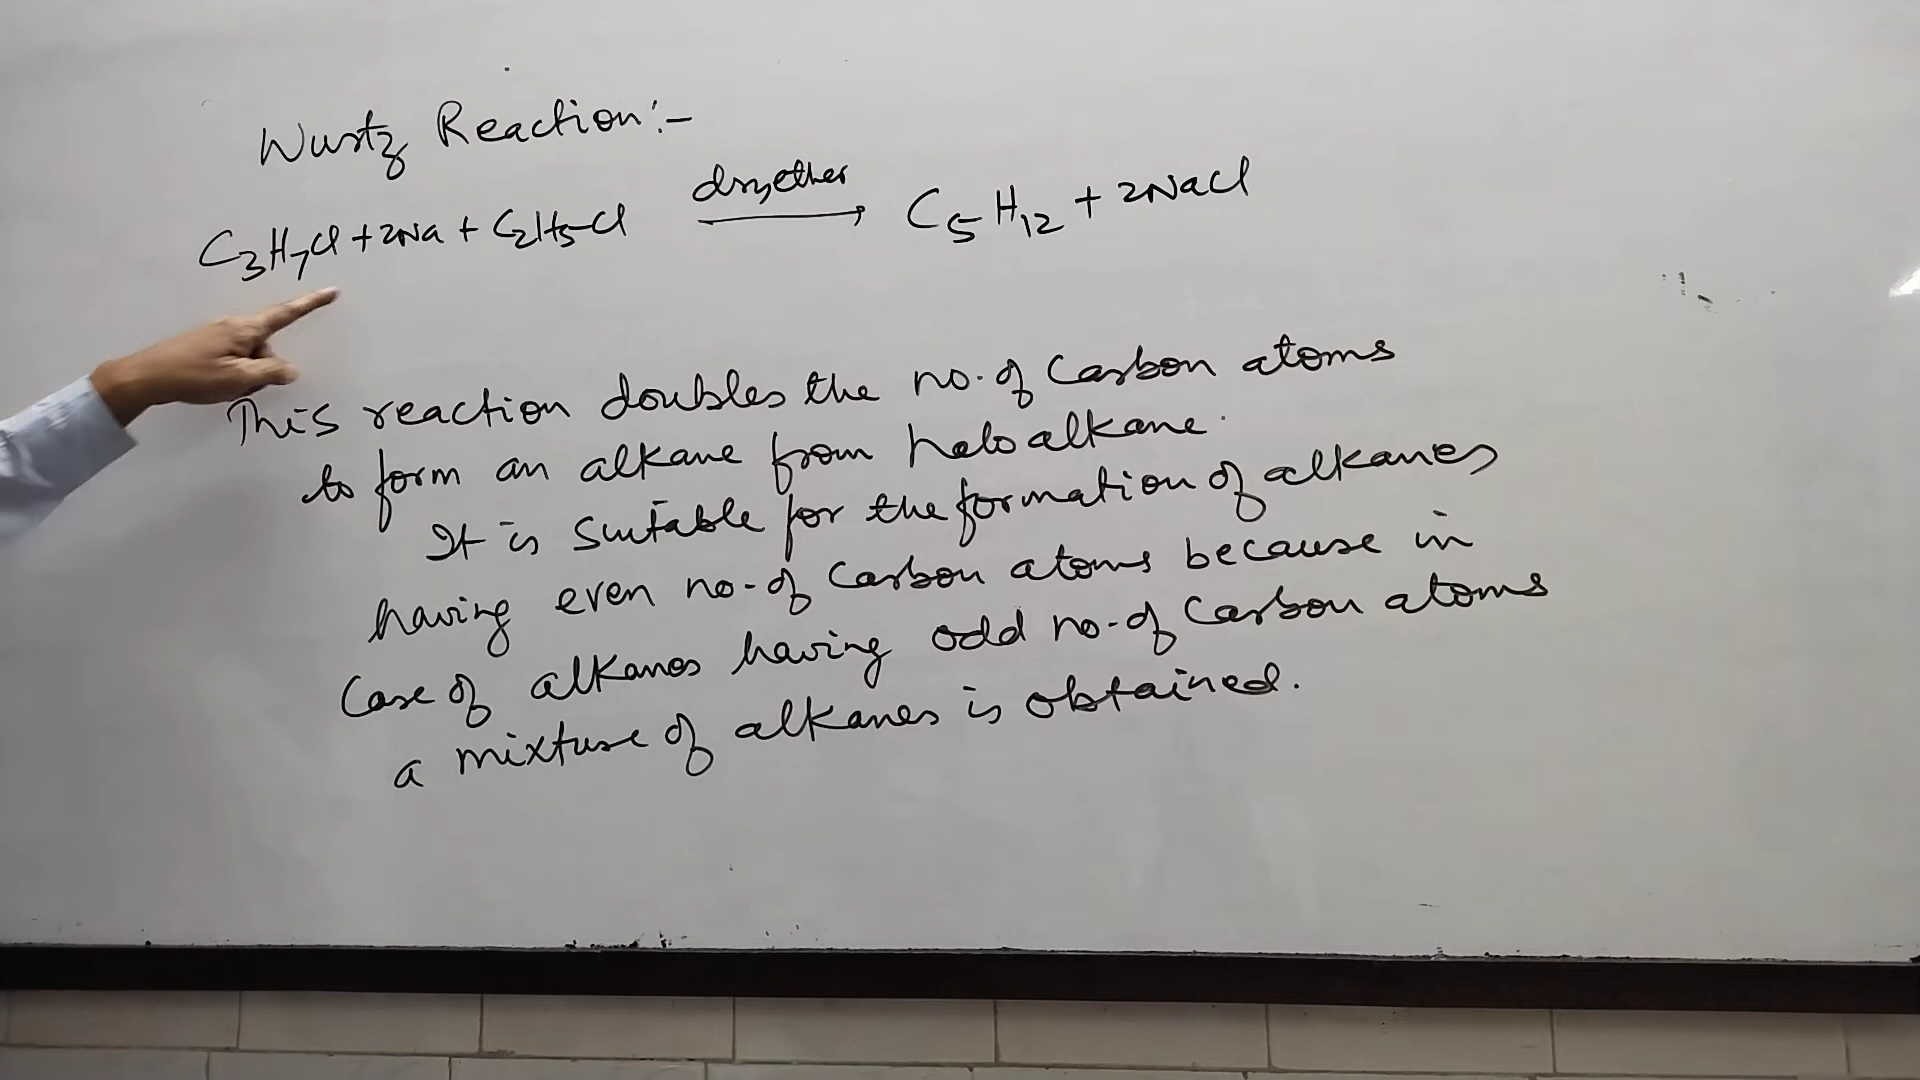 Wurtz Reaction:-
dry ether
C3H7Cl + 2Na + C2H5-Cl → C5H12 + 2NaCl
This reaction doubles the no. of Carbon atoms
to form an alkane from haloalkane.
It is Suitable for the formation of alkanes
having even no. of Carbon atoms because in
Case of alkanes having odd no. of Carbon atoms
a mixture of alkanes is obtained.